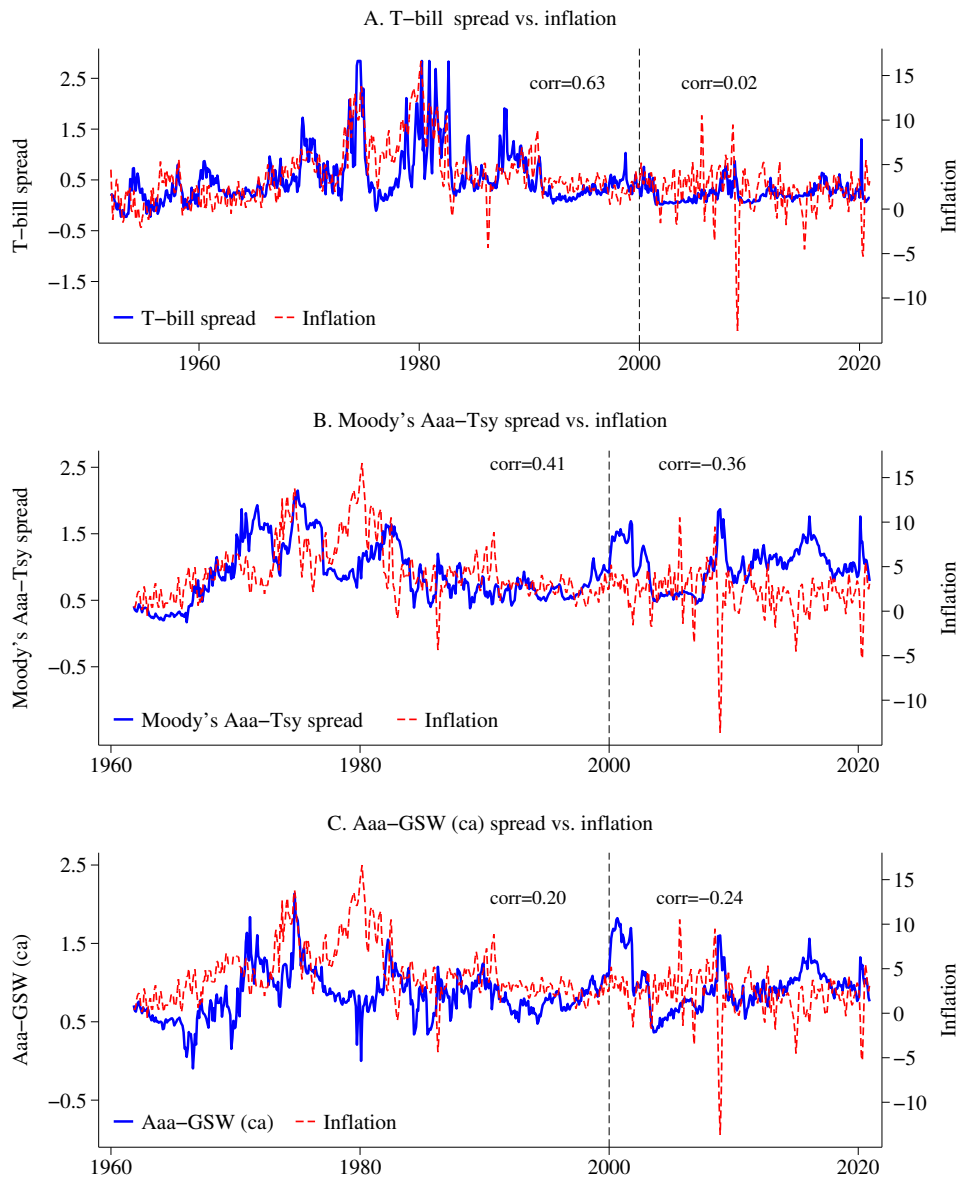 A. T−bill spread vs. inflation
2.5
1.5
0.5
−0.5
−1.5
T−bill spread
15
10
5
0
−5
−10
Inflation
corr=0.63
corr=0.02
T−bill spread
Inflation
1960
1980
2000
2020
B. Moody's Aaa−Tsy spread vs. inflation
2.5
1.5
0.5
−0.5
Moody's Aaa−Tsy spread
15
10
5
0
−5
−10
Inflation
corr=0.41
corr=−0.36
Moody's Aaa−Tsy spread
Inflation
1960
1980
2000
2020
C. Aaa−GSW (ca) spread vs. inflation
2.5
1.5
0.5
−0.5
Aaa−GSW (ca)
15
10
5
0
−5
−10
Inflation
corr=0.20
corr=−0.24
Aaa−GSW (ca)
Inflation
1960
1980
2000
2020